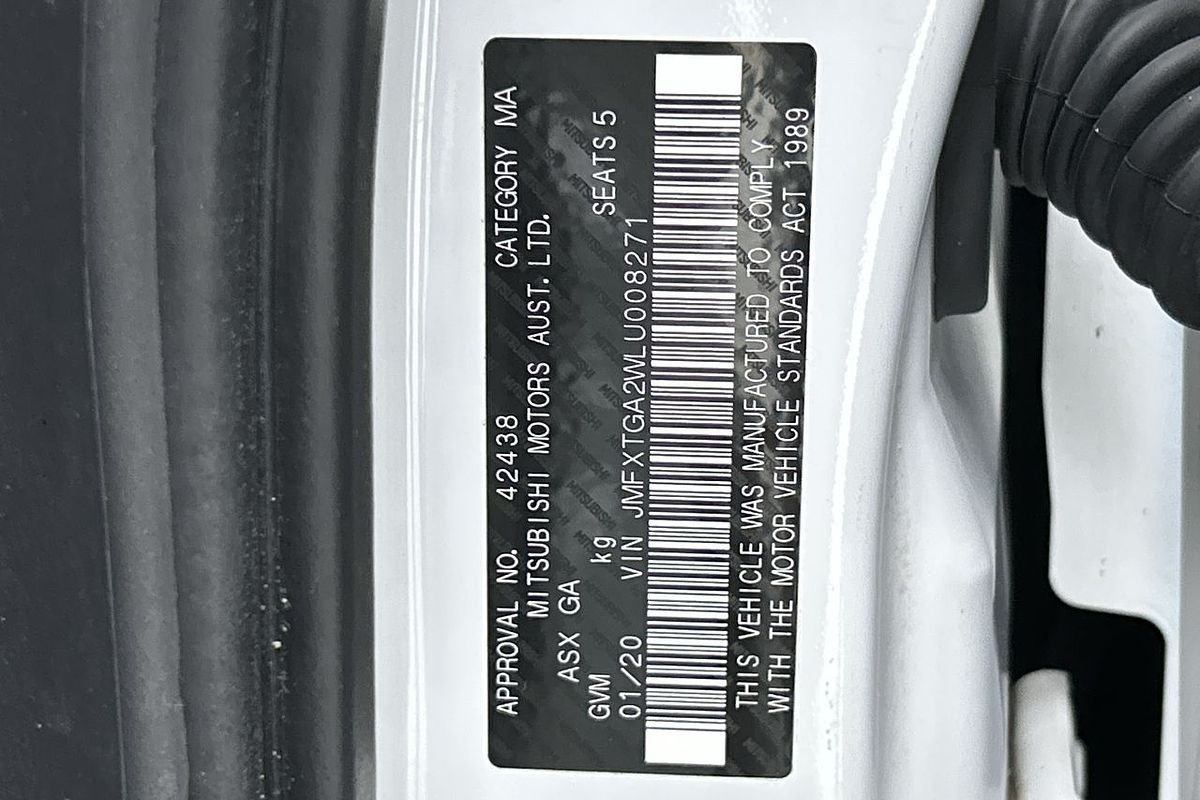 APPROVAL NO. 42438 CATEGORY MA
MITSUBISHI MOTORS AUST. LTD.
ASX GA
GVM kg SEATS 5
01/20 VIN JMFXTGA2WLU008271
THIS VEHICLE WAS MANUFACTURED TO COMPLY
WITH THE MOTOR VEHICLE STANDARDS ACT 1989